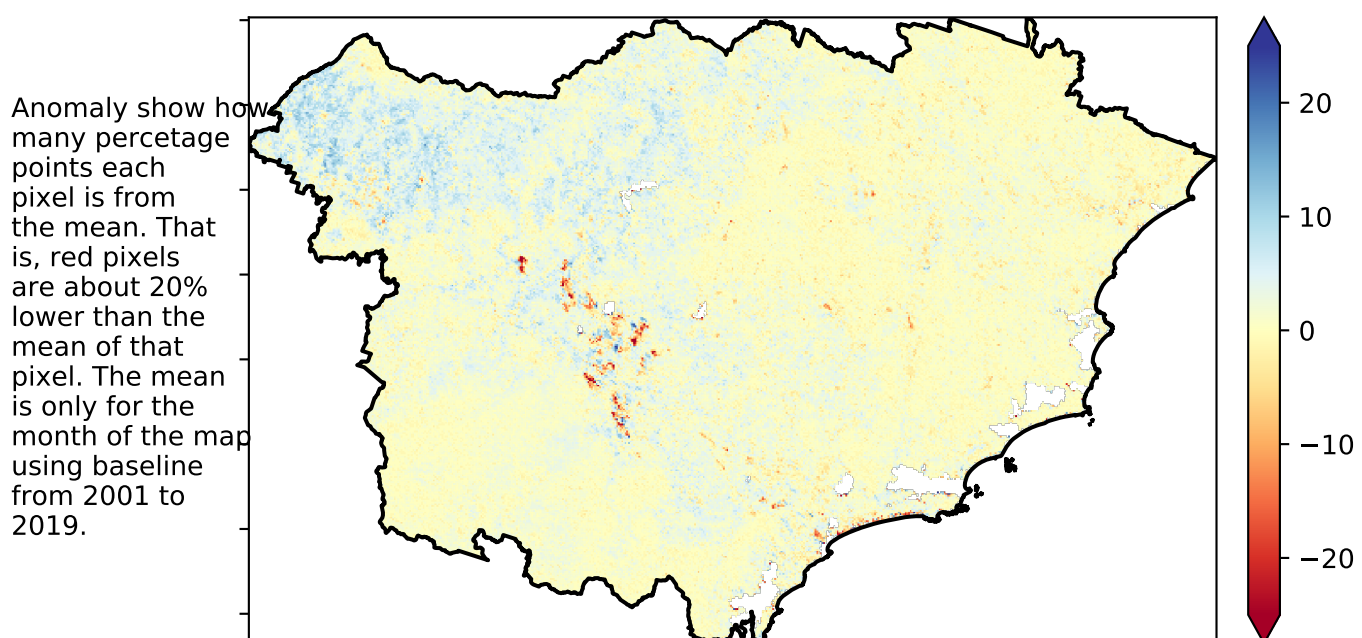 Anomaly show how
many percetage
points each
pixel is from
the mean. That
is, red pixels
are about 20%
lower than the
mean of that
pixel. The mean
is only for the
month of the map
using baseline
from 2001 to
2019.
20
10
0
−10
−20